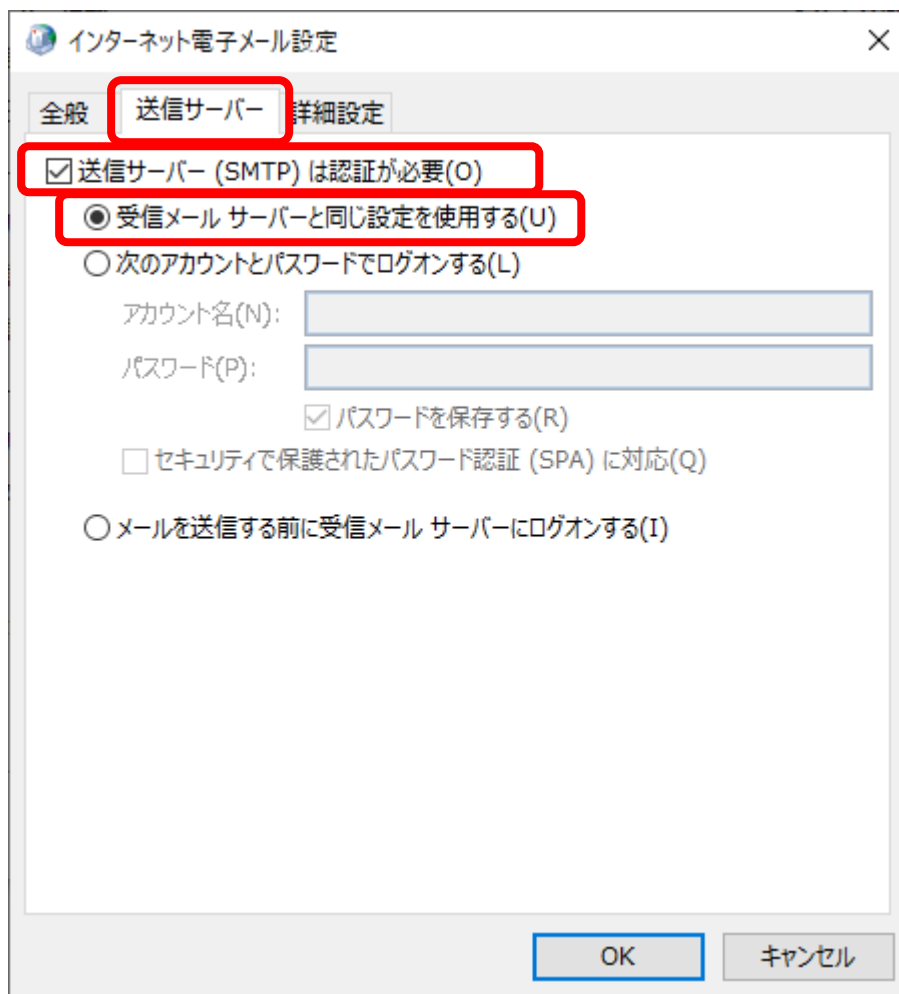 インターネット電子メール設定
全般 送信サーバー 詳細設定
送信サーバー (SMTP) は認証が必要(O)
受信メール サーバーと同じ設定を使用する(U)
次のアカウントとパスワードでログオンする(L)
アカウント名(N):
パスワード(P):
パスワードを保存する(R)
セキュリティで保護されたパスワード認証 (SPA) に対応(Q)
メールを送信する前に受信メール サーバーにログオンする(I)
OK キャンセル